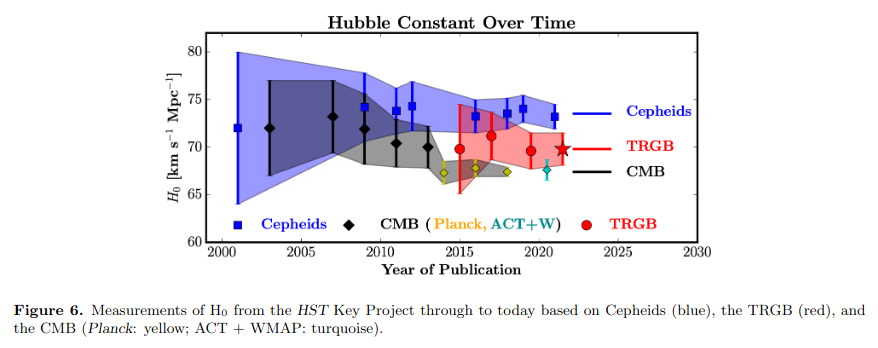 Hubble Constant Over Time
80
75
70
65
60
H₀ [km s⁻¹ Mpc⁻¹]
Cepheids
TRGB
CMB
Cepheids CMB (Planck, ACT+W) TRGB
2000 2005 2010 2015 2020 2025 2030
Year of Publication
Figure 6. Measurements of H₀ from the HST Key Project through to today based on Cepheids (blue), the TRGB (red), and
the CMB (Planck: yellow; ACT + WMAP: turquoise).